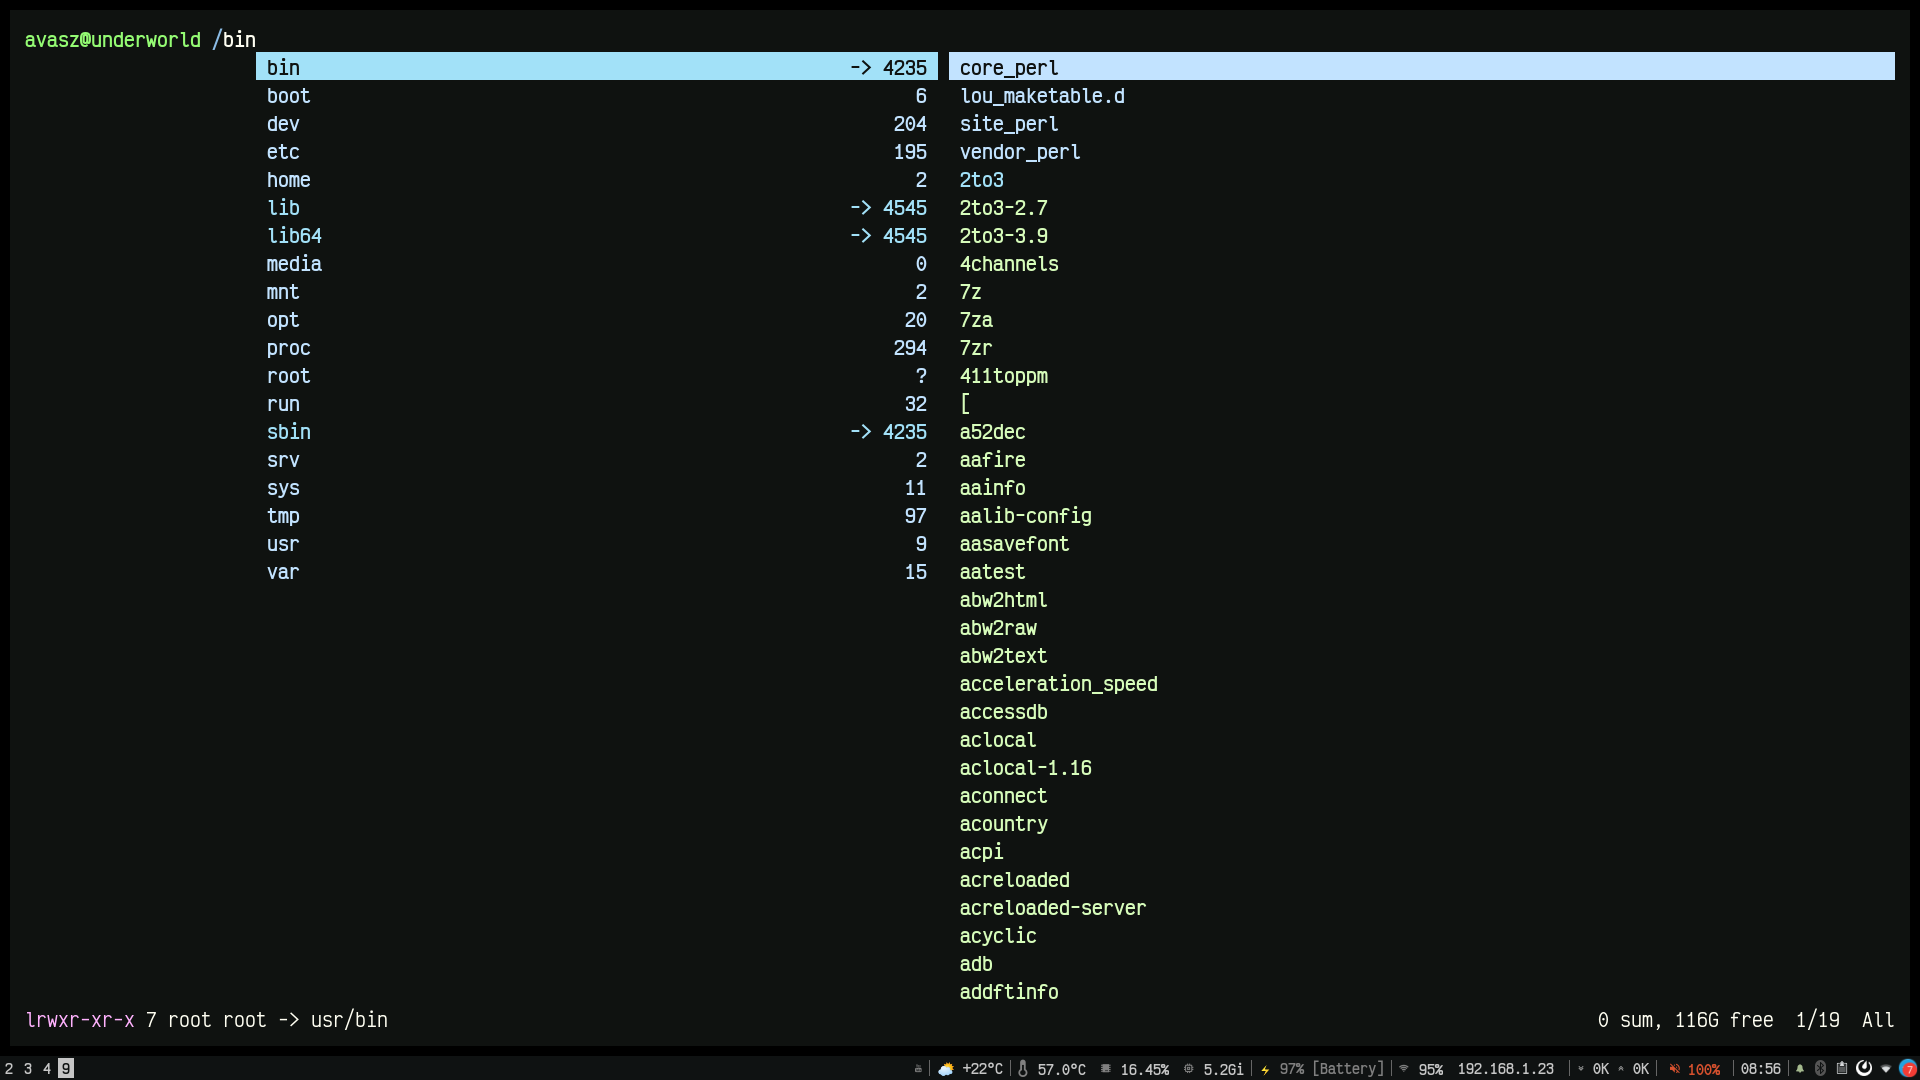 avasz@underworld /bin
bin -> 4235 core_perl
boot 6 lou_maketable.d
dev 204 site_perl
etc 195 vendor_perl
home 2 2to3
lib -> 4545 2to3-2.7
lib64 -> 4545 2to3-3.9
media 0 4channels
mnt 2 7z
opt 20 7za
proc 294 7zr
root ? 411toppm
run 32 [
sbin -> 4235 a52dec
srv 2 aafire
sys 11 aainfo
tmp 97 aalib-config
usr 9 aasavefont
var 15 aatest
abw2html
abw2raw
abw2text
acceleration_speed
accessdb
aclocal
aclocal-1.16
aconnect
acountry
acpi
acreloaded
acreloaded-server
acyclic
adb
addftinfo
lrwxr-xr-x 7 root root -> usr/bin 0 sum, 116G free 1/19 All
2 3 4 9 +22°C 57.0°C 16.45% 5.2Gi 97% [Battery] 95% 192.168.1.23 0K 0K 100% 08:56 7